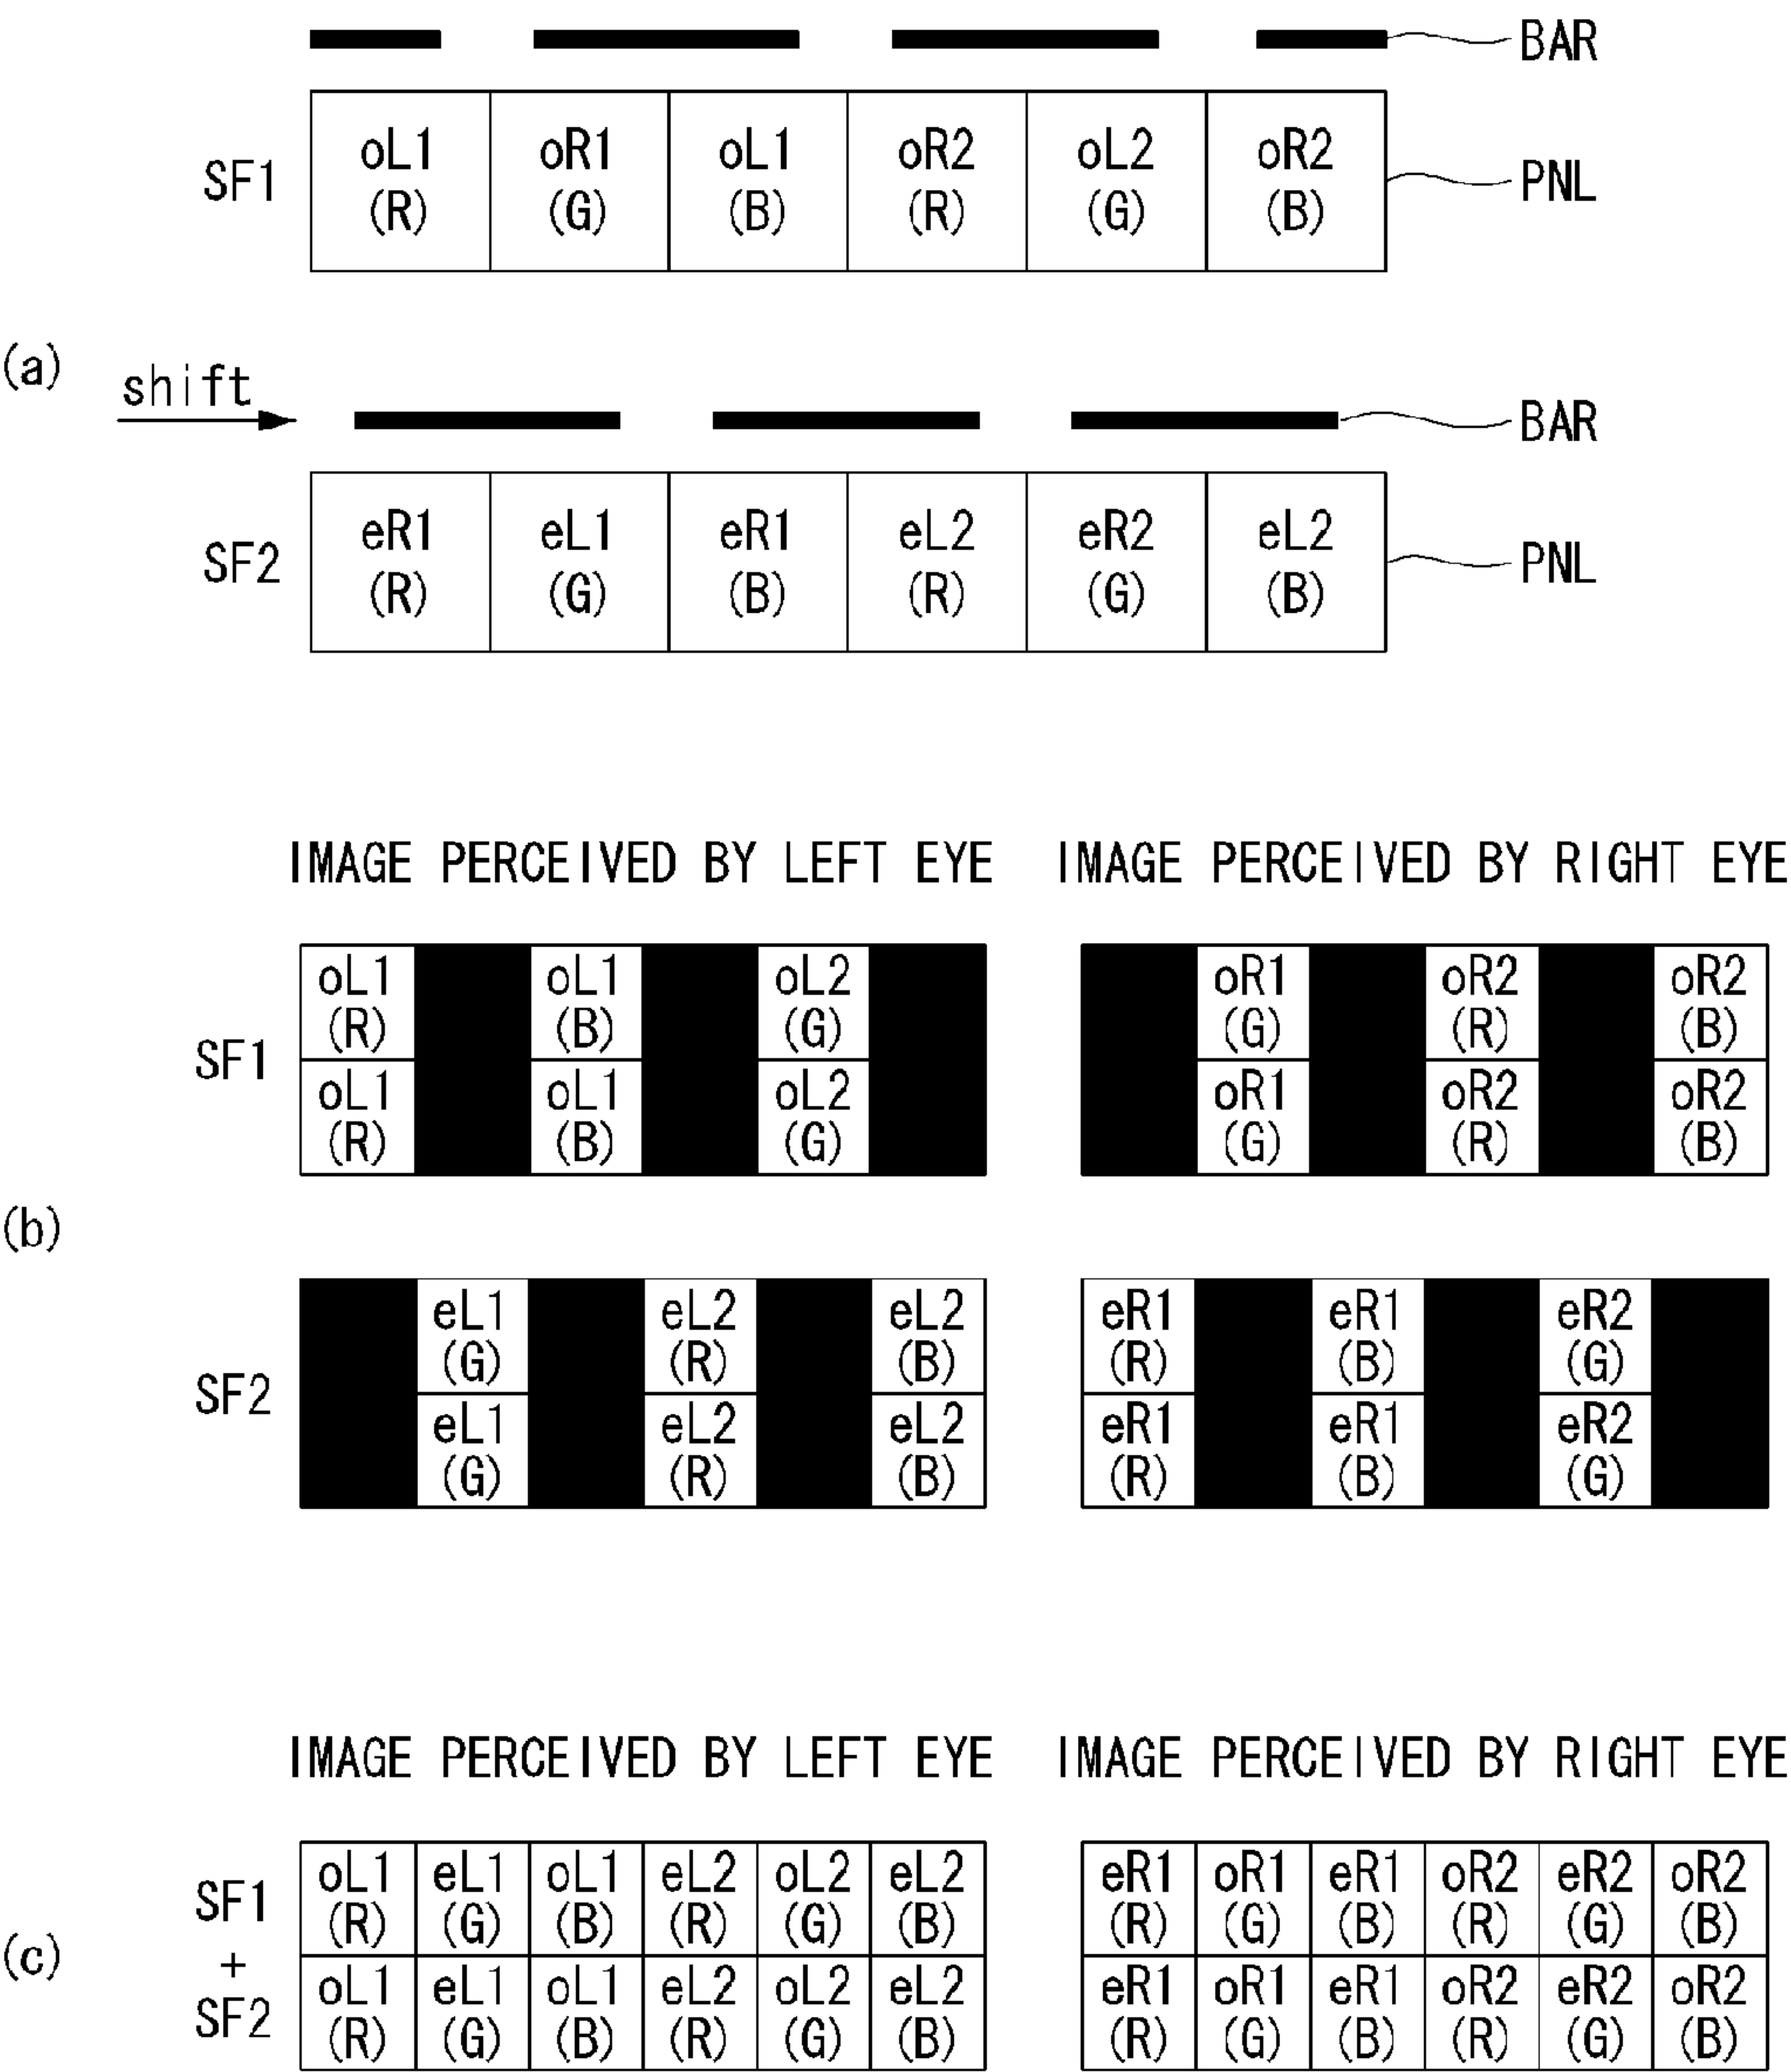 BAR
SF1 oL1 oR1 oL1 oR2 oL2 oR2 PNL
(R) (G) (B) (R) (G) (B)
(a)
shift
BAR
SF2 eR1 eL1 eR1 eL2 eR2 eL2 PNL
(R) (G) (B) (R) (G) (B)
IMAGE PERCEIVED BY LEFT EYE IMAGE PERCEIVED BY RIGHT EYE
oL1 oL1 oL2 oR1 oR2 oR2
(R) (B) (G) (G) (R) (B)
SF1
oL1 oL1 oL2 oR1 oR2 oR2
(R) (B) (G) (G) (R) (B)
(b)
eL1 eL2 eL2 eR1 eR1 eR2
(G) (R) (B) (R) (B) (G)
SF2
eL1 eL2 eL2 eR1 eR1 eR2
(G) (R) (B) (R) (B) (G)
IMAGE PERCEIVED BY LEFT EYE IMAGE PERCEIVED BY RIGHT EYE
oL1 eL1 oL1 eL2 oL2 eL2 eR1 oR1 eR1 oR2 eR2 oR2
SF1
(R) (G) (B) (R) (G) (B) (R) (G) (B) (R) (G) (B)
(c) +
oL1 eL1 oL1 eL2 oL2 eL2 eR1 oR1 eR1 oR2 eR2 oR2
SF2
(R) (G) (B) (R) (G) (B) (R) (G) (B) (R) (G) (B)